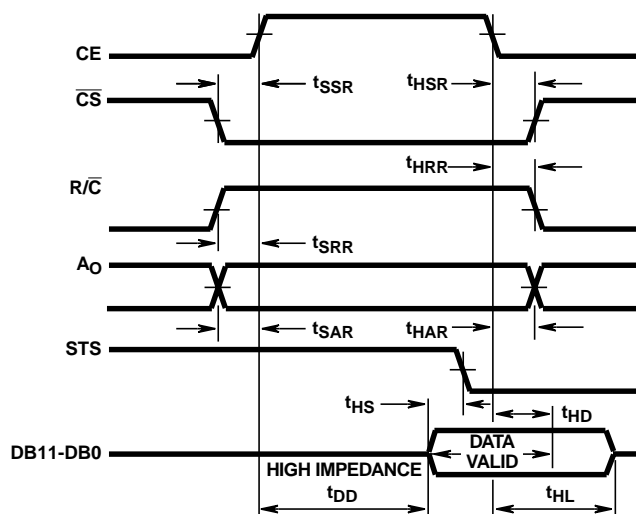 CE
tSSR tHSR
C̅S̅
tHRR
R/C̅
tSRR
AO
tSAR tHAR
STS
tHS tHD
DB11-DB0 HIGH IMPEDANCE DATA VALID
tDD tHL